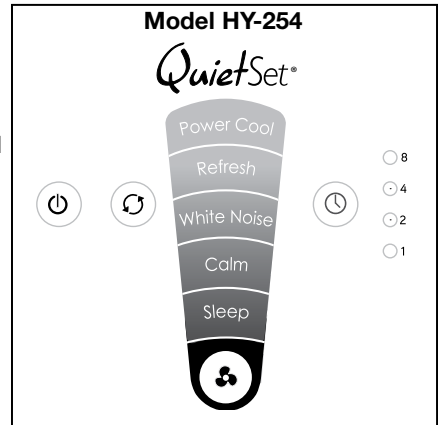 Model HY-254
QuietSet®
Power Cool
Refresh
White Noise
Calm
Sleep
8
4
2
1